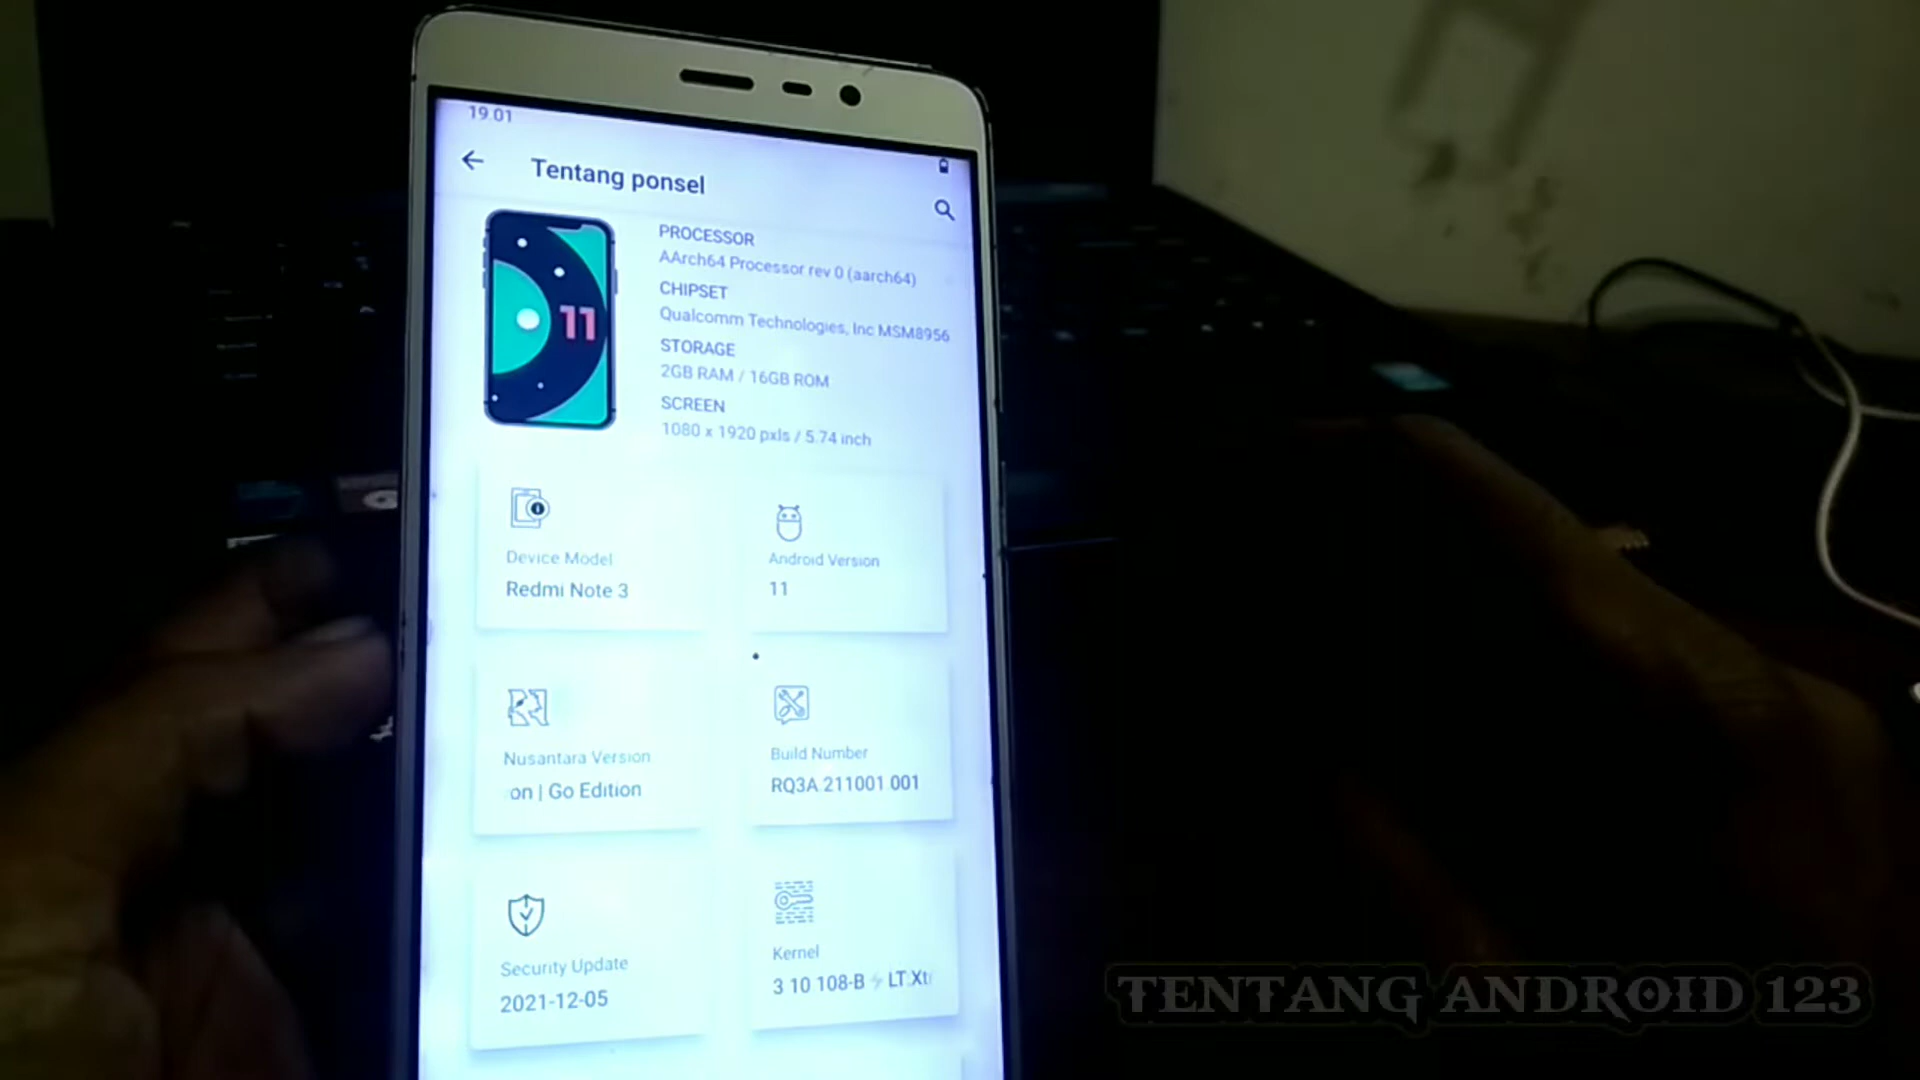 19.01
Tentang ponsel
11
PROCESSOR
AArch64 Processor rev 0 (aarch64)
CHIPSET
Qualcomm Technologies, Inc MSM8956
STORAGE
2GB RAM / 16GB ROM
SCREEN
1080 x 1920 pxls / 5.74 inch
Device Model
Redmi Note 3
Android Version
11
Nusantara Version
on | Go Edition
Build Number
RQ3A 211001 001
Security Update
2021-12-05
Kernel
3 10 108-B ⚡ LT.Xt
TENTANG ANDROID 123